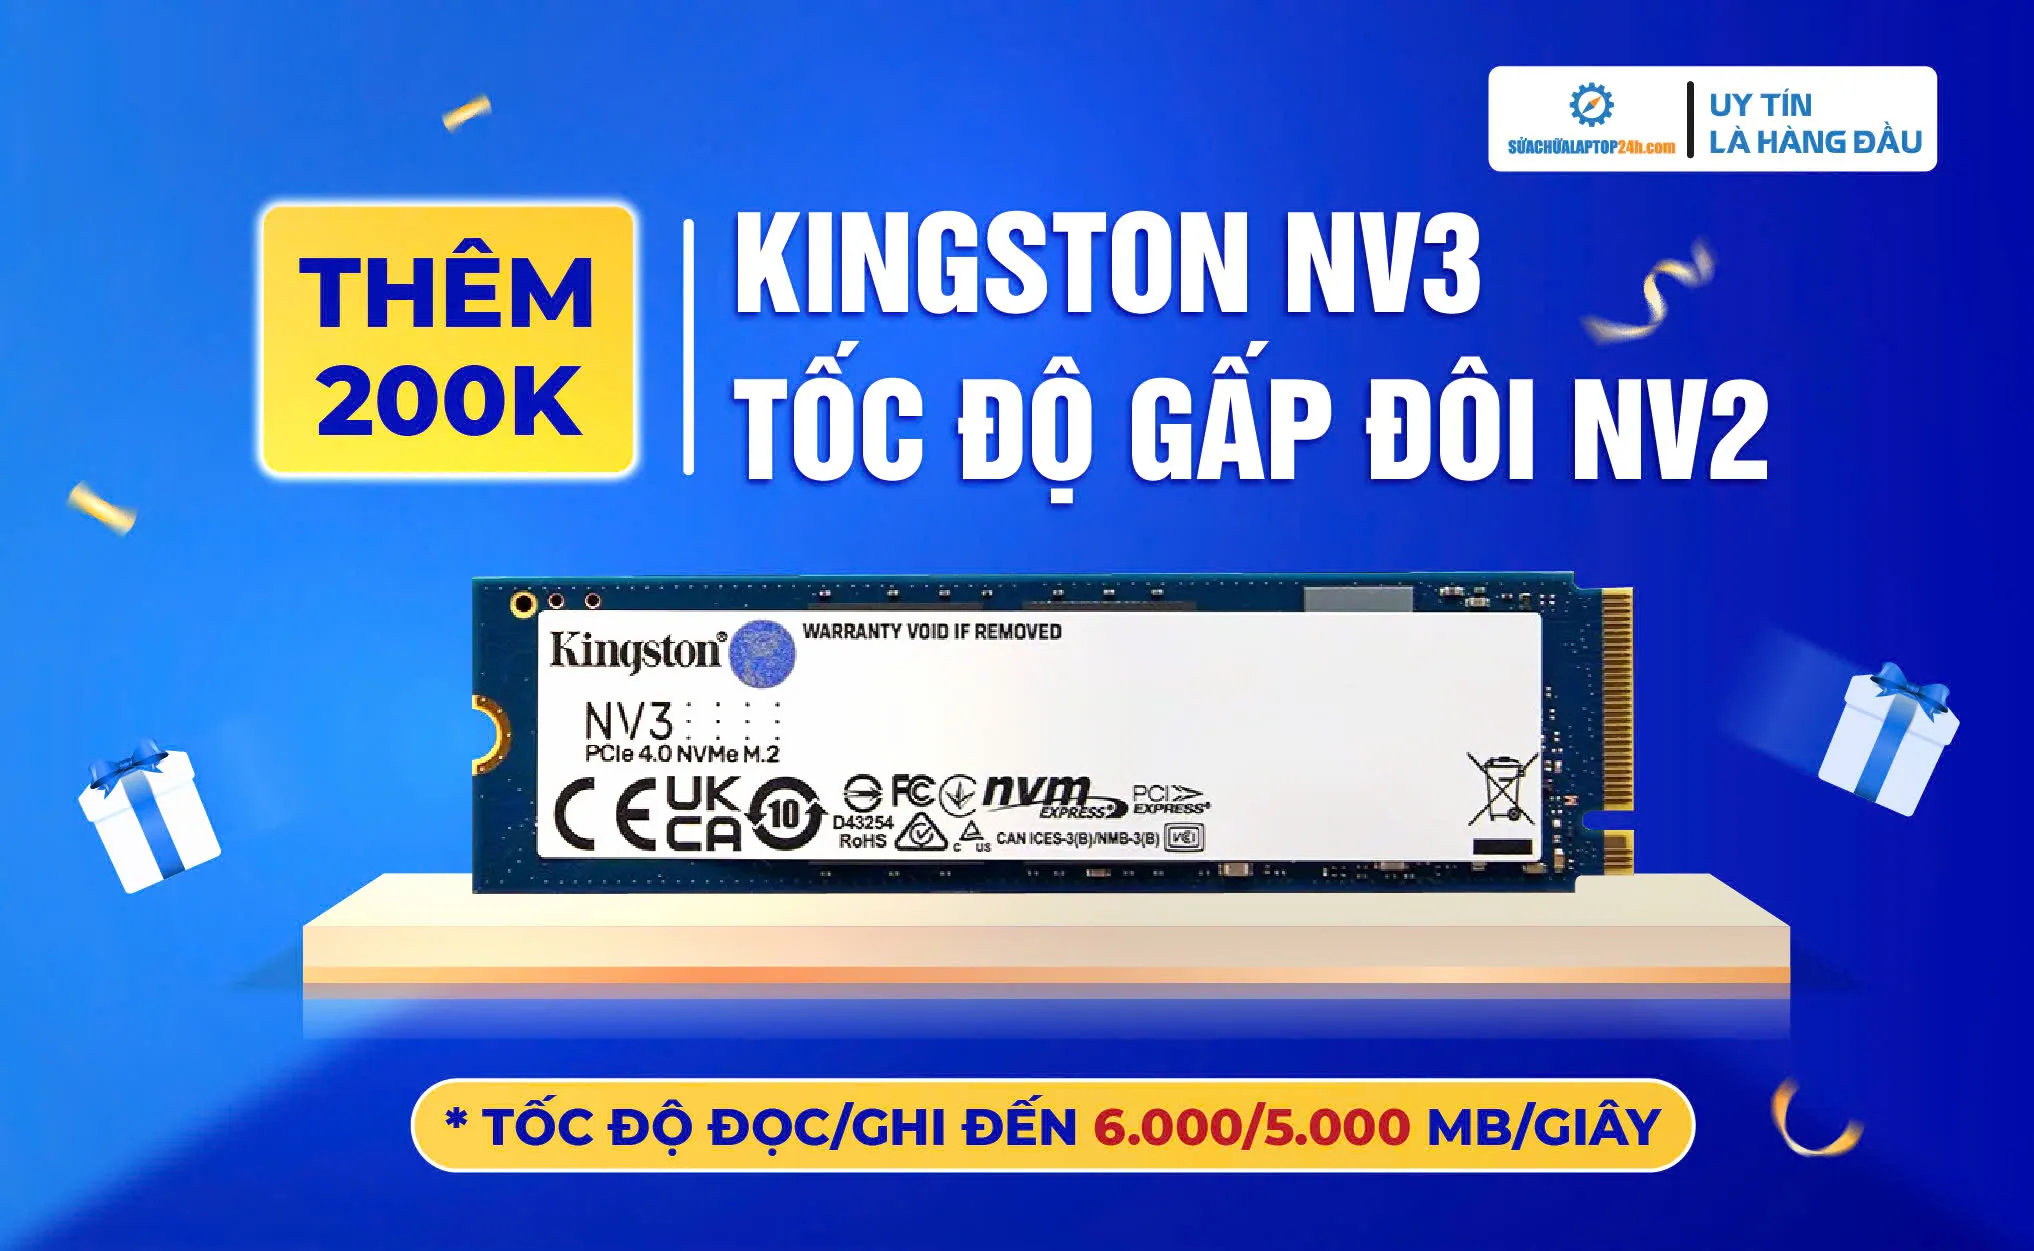 SỬACHỮALAPTOP24h.com
UY TÍN
LÀ HÀNG ĐẦU
THÊM
200K
KINGSTON NV3
TỐC ĐỘ GẤP ĐÔI NV2
Kingston®
WARRANTY VOID IF REMOVED
NV3
PCIe 4.0 NVMe M.2
CE UK CA 10 FC nvm EXPRESS® PCI EXPRESS®
D43254
RoHS
C US CAN ICES-3(B)/NMB-3(B)
* TỐC ĐỘ ĐỌC/GHI ĐẾN 6.000/5.000 MB/GIÂY